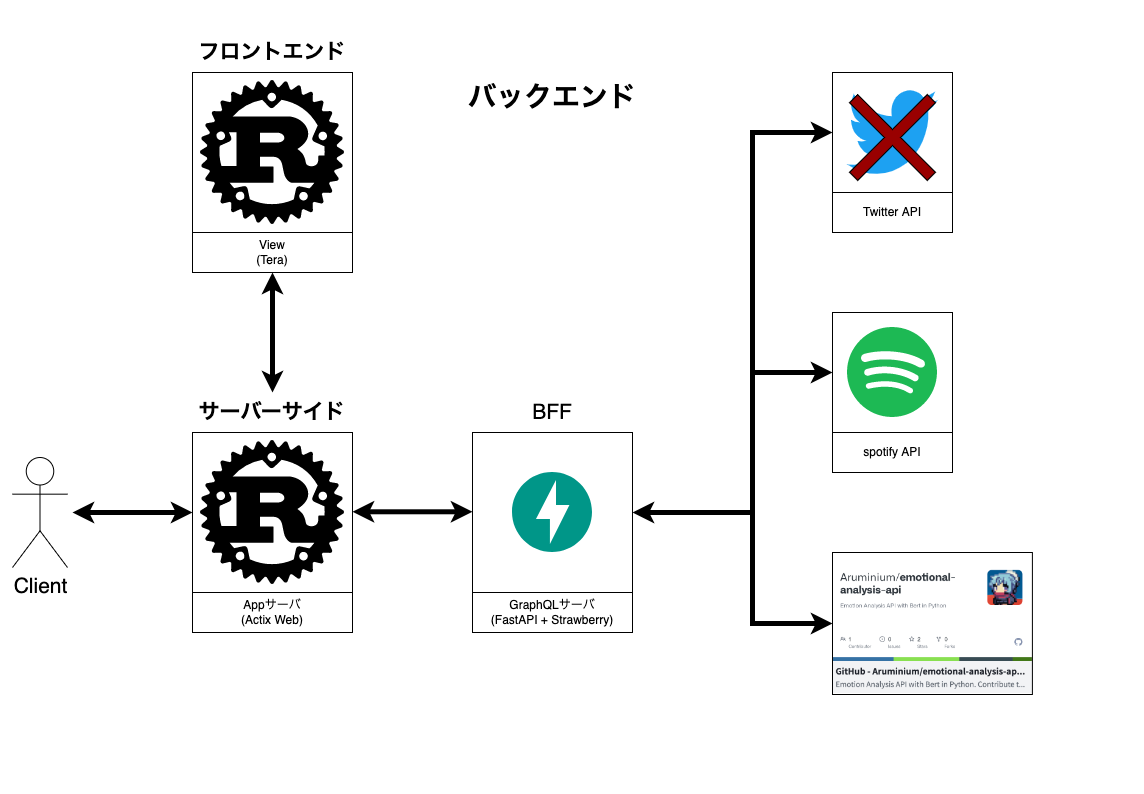 フロントエンド
バックエンド
View
(Tera)
Twitter API
サーバーサイド
BFF
spotify API
Client
Appサーバ
(Actix Web)
GraphQLサーバ
(FastAPI + Strawberry)
Aruminium/emotional-
analysis-api
Emotion Analysis API with Bert in Python
1
Contributor
0
Issues
2
Stars
0
Forks
GitHub - Aruminium/emotional-analysis-ap...
Emotion Analysis API with Bert in Python. Contribute t...